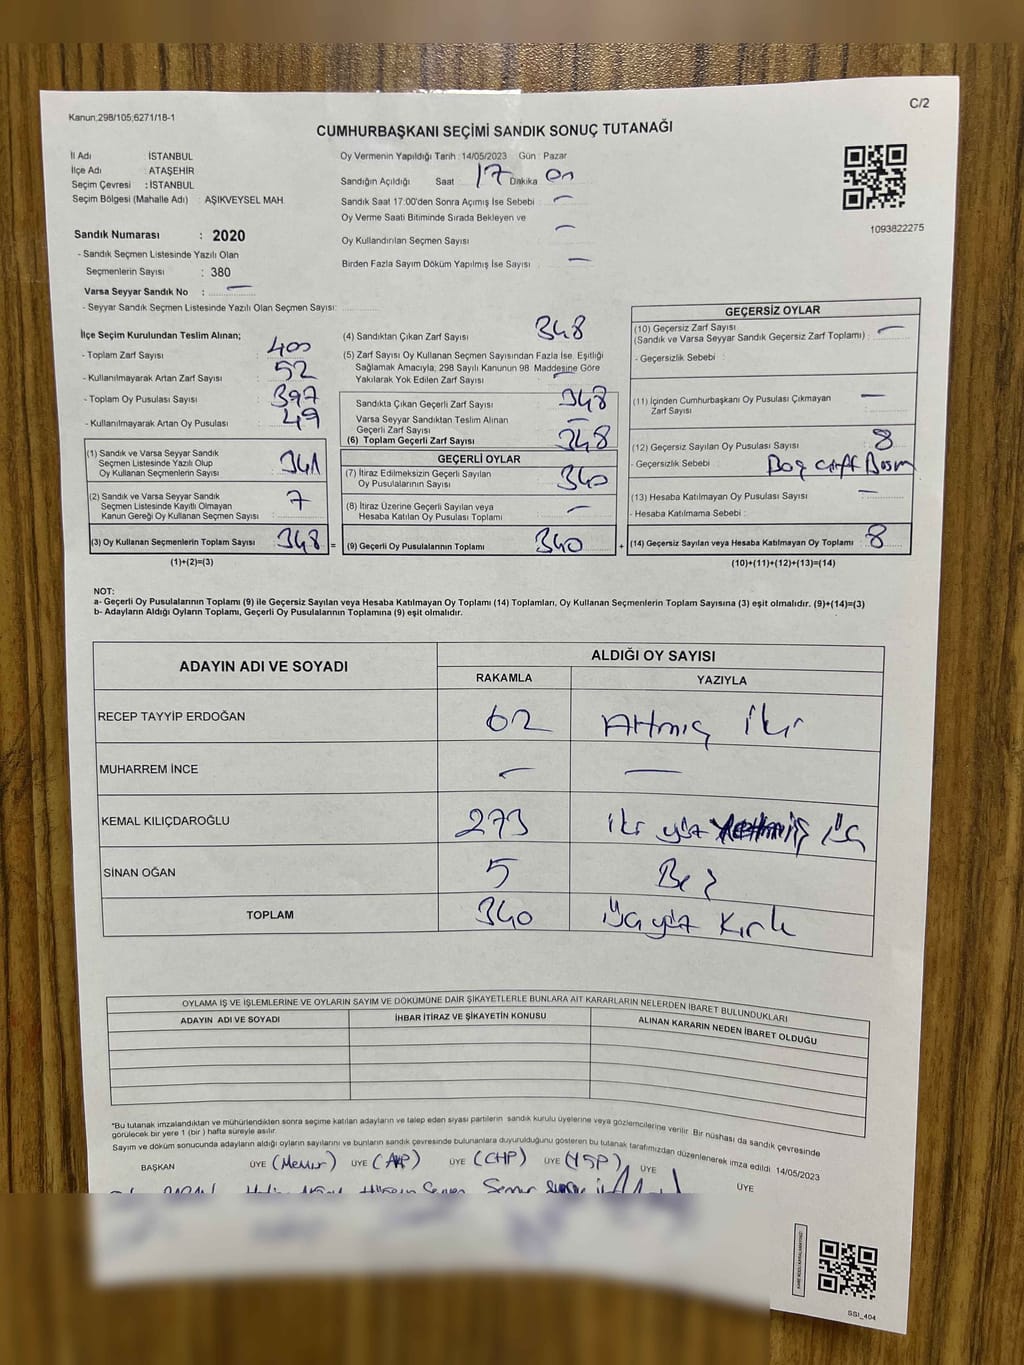 Kanun;298/105;6271/18-1
C/2
CUMHURBAŞKANI SEÇİMİ SANDIK SONUÇ TUTANAĞI
İl Adı İSTANBUL
İlçe Adı ATAŞEHİR
Seçim Çevresi : İSTANBUL
Seçim Bölgesi (Mahalle Adı) : AŞIKVEYSEL MAH.
Sandık Numarası : 2020
- Sandık Seçmen Listesinde Yazılı Olan
Seçmenlerin Sayısı : 380
Varsa Seyyar Sandık No : —
- Seyyar Sandık Seçmen Listesinde Yazılı Olan Seçmen Sayısı:
Oy Vermenin Yapıldığı Tarih : 14/05/2023 Gün : Pazar
Sandığın Açıldığı Saat 17 Dakika 01
Sandık Saat 17:00'den Sonra Açımış İse Sebebi : —
Oy Verme Saati Bitiminde Sırada Bekleyen ve
Oy Kullandırılan Seçmen Sayısı —
Birden Fazla Sayım Döküm Yapılmış İse Sayısı : —
1093822275
İlçe Seçim Kurulundan Teslim Alınan;
- Toplam Zarf Sayısı : 400
- Kullanılmayarak Artan Zarf Sayısı : 52
- Toplam Oy Pusulası Sayısı : 397
- Kullanılmayarak Artan Oy Pusulası : 49
(1) Sandık ve Varsa Seyyar Sandık
Seçmen Listesinde Yazılı Olup
Oy Kullanan Seçmenlerin Sayısı : 341
(2) Sandık ve Varsa Seyyar Sandık
Seçmen Listesinde Kayıtlı Olmayan
Kanun Gereği Oy Kullanan Seçmen Sayısı : 7
(3) Oy Kullanan Seçmenlerin Toplam Sayısı : 348 =
(1)+(2)=(3)
(4) Sandıktan Çıkan Zarf Sayısı 348
(5) Zarf Sayısı Oy Kullanan Seçmen Sayısından Fazla İse, Eşitliği
Sağlamak Amacıyla, 298 Sayılı Kanunun 98. Maddesine Göre
Yakılarak Yok Edilen Zarf Sayısı : —
Sandıkta Çıkan Geçerli Zarf Sayısı : 348
Varsa Seyyar Sandıktan Teslim Alınan
Geçerli Zarf Sayısı : —
(6) Toplam Geçerli Zarf Sayısı : 348
GEÇERLİ OYLAR
(7) İtiraz Edilmeksizin Geçerli Sayılan
Oy Pusulalarının Sayısı : 340
(8) İtiraz Üzerine Geçerli Sayılan veya
Hesaba Katılan Oy Pusulası Toplamı : —
(9) Geçerli Oy Pusulalarının Toplamı : 340 +
GEÇERSİZ OYLAR
(10) Geçersiz Zarf Sayısı
(Sandık ve Varsa Seyyar Sandık Geçersiz Zarf Toplamı) : —
- Geçersizlik Sebebi :
(11) İçinden Cumhurbaşkanı Oy Pusulası Çıkmayan
Zarf Sayısı : —
(12) Geçersiz Sayılan Oy Pusulası Sayısı : 8
- Geçersizlik Sebebi : Boş çift Basım
(13) Hesaba Katılmayan Oy Pusulası Sayısı : —
- Hesaba Katılmama Sebebi :
(14) Geçersiz Sayılan veya Hesaba Katılmayan Oy Toplamı : 8
(10)+(11)+(12)+(13)=(14)
NOT:
a- Geçerli Oy Pusulalarının Toplamı (9) ile Geçersiz Sayılan veya Hesaba Katılmayan Oy Toplamı (14) Toplamları, Oy Kullanan Seçmenlerin Toplam Sayısına (3) eşit olmalıdır. (9)+(14)=(3)
b- Adayların Aldığı Oyların Toplamı, Geçerli Oy Pusulalarının Toplamına (9) eşit olmalıdır.
ADAYIN ADI VE SOYADI ALDIĞI OY SAYISI
RAKAMLA YAZIYLA
RECEP TAYYİP ERDOĞAN 62 Altmış İki
MUHARREM İNCE — —
KEMAL KILIÇDAROĞLU 273 İki yüz üç
SİNAN OĞAN 5 Beş
TOPLAM 340 Üç yüz Kırk
OYLAMA İŞ VE İŞLEMLERİNE VE OYLARIN SAYIM VE DÖKÜMÜNE DAİR ŞİKAYETLERLE BUNLARA AİT KARARLARIN NELERDEN İBARET BULUNDUKLARI
ADAYIN ADI VE SOYADI İHBAR İTİRAZ VE ŞİKAYETİN KONUSU ALINAN KARARIN NEDEN İBARET OLDUĞU
"Bu tutanak imzalandıktan ve mühürlendikten sonra seçime katılan adayların ve talep eden siyasi partilerin sandık kurulu üyelerine veya gözlemcilerine verilir. Bir nüshası da sandık çevresinde
görülecek bir yere 1 (bir ) hafta süreyle asılır.
Sayım ve döküm sonucunda adayların aldığı oyların sayılarını ve bunların sandık çevresinde bulunanlara duyurulduğunu gösteren bu tutanak tarafımızdan düzenlenerek imza edildi. 14/05/2023
BAŞKAN ÜYE (Memur) ÜYE (AKP) ÜYE (CHP) ÜYE (YSP) ÜYE ÜYE
SSİ_404